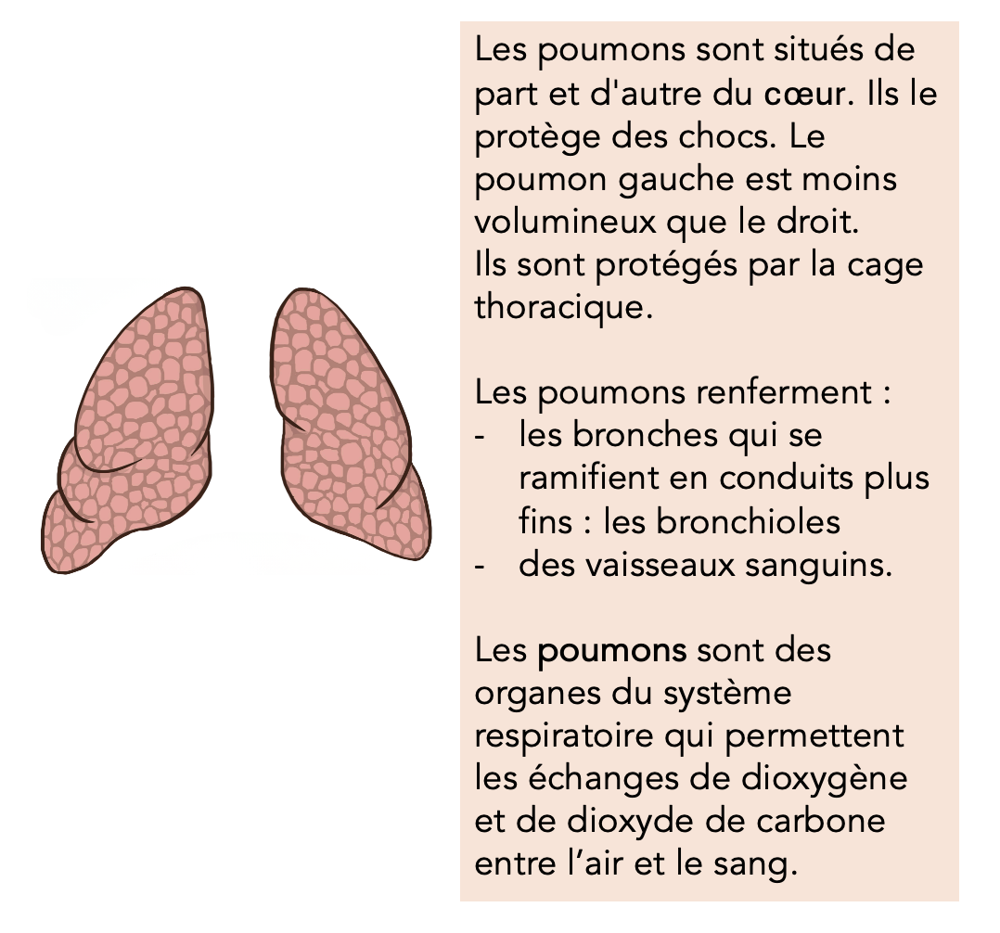 Les poumons sont situés de
part et d'autre du cœur. Ils le
protège des chocs. Le
poumon gauche est moins
volumineux que le droit.
Ils sont protégés par la cage
thoracique.
Les poumons renferment :
- les bronches qui se
ramifient en conduits plus
fins : les bronchioles
- des vaisseaux sanguins.
Les poumons sont des
organes du système
respiratoire qui permettent
les échanges de dioxygène
et de dioxyde de carbone
entre l’air et le sang.